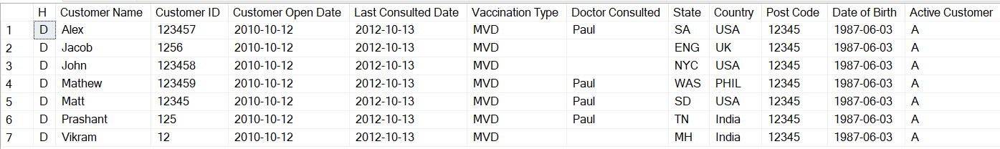 H Customer Name Customer ID Customer Open Date Last Consulted Date Vaccination Type Doctor Consulted State Country Post Code Date of Birth Active Customer
1 D Alex 123457 2010-10-12 2012-10-13 MVD Paul SA USA 12345 1987-06-03 A
2 D Jacob 1256 2010-10-12 2012-10-13 MVD ENG UK 12345 1987-06-03 A
3 D John 123458 2010-10-12 2012-10-13 MVD NYC USA 12345 1987-06-03 A
4 D Mathew 123459 2010-10-12 2012-10-13 MVD Paul WAS PHIL 12345 1987-06-03 A
5 D Matt 12345 2010-10-12 2012-10-13 MVD Paul SD USA 12345 1987-06-03 A
6 D Prashant 125 2010-10-12 2012-10-13 MVD Paul TN India 12345 1987-06-03 A
7 D Vikram 12 2010-10-12 2012-10-13 MVD MH India 12345 1987-06-03 A